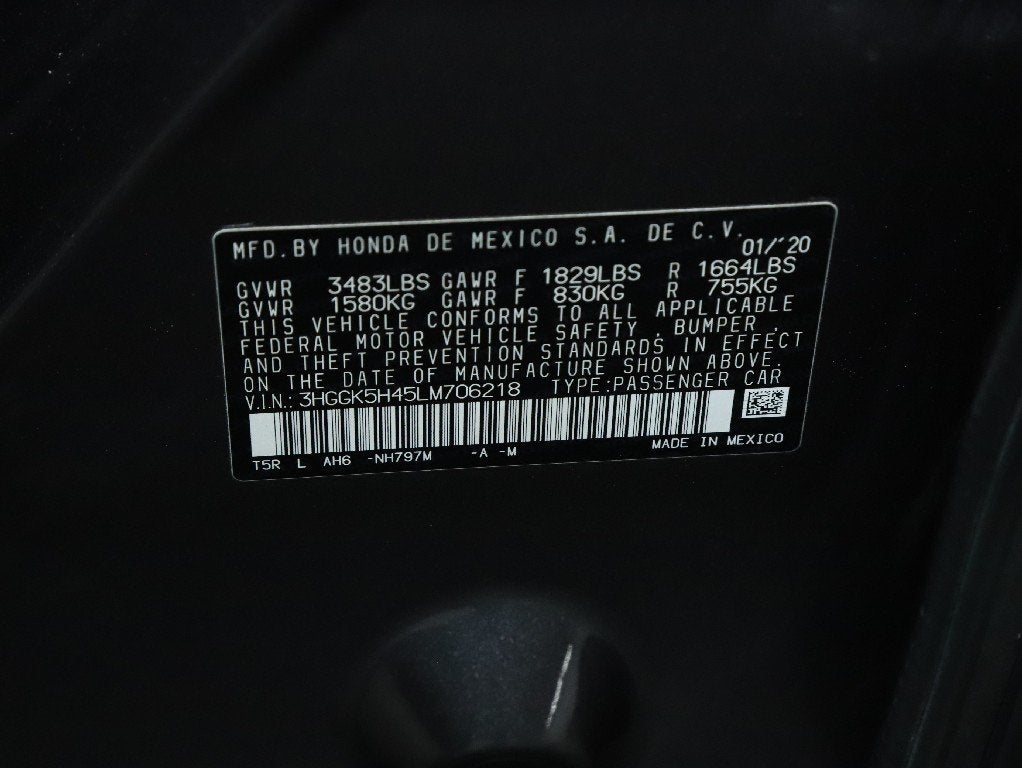 MFD. BY HONDA DE MEXICO S.A. DE C.V. 01/'20
GVWR 3483LBS GAWR F 1829LBS R 1664LBS
GVWR 1580KG GAWR F 830KG R 755KG
THIS VEHICLE CONFORMS TO ALL APPLICABLE
FEDERAL MOTOR VEHICLE SAFETY, BUMPER,
AND THEFT PREVENTION STANDARDS IN EFFECT
ON THE DATE OF MANUFACTURE SHOWN ABOVE.
V.I.N.:3HGGK5H45LM706218 TYPE:PASSENGER CAR
T5R L AH6 -NH797M -A -M MADE IN MEXICO